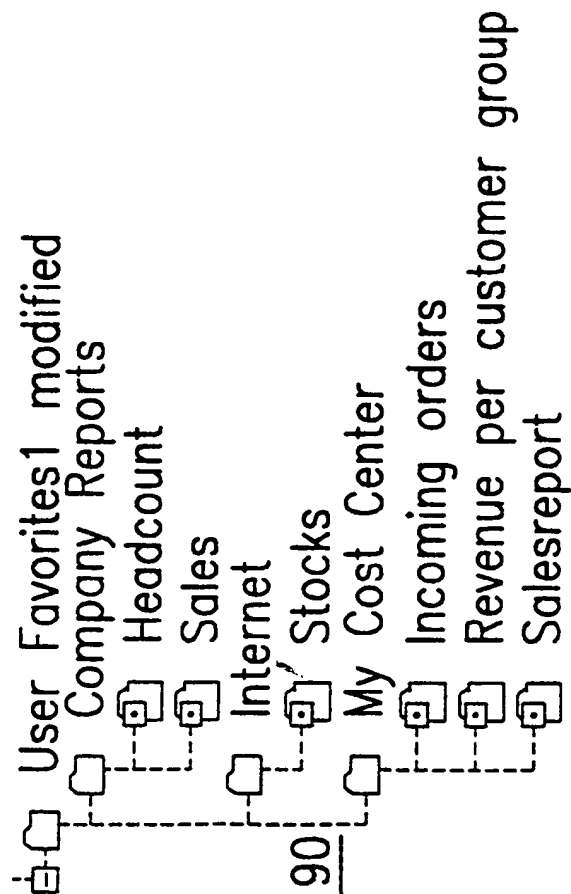 User Favorites1 modified
Company Reports
Headcount
Sales
Internet
Stocks
My Cost Center
Incoming orders
Revenue per customer group
Salesreport
90